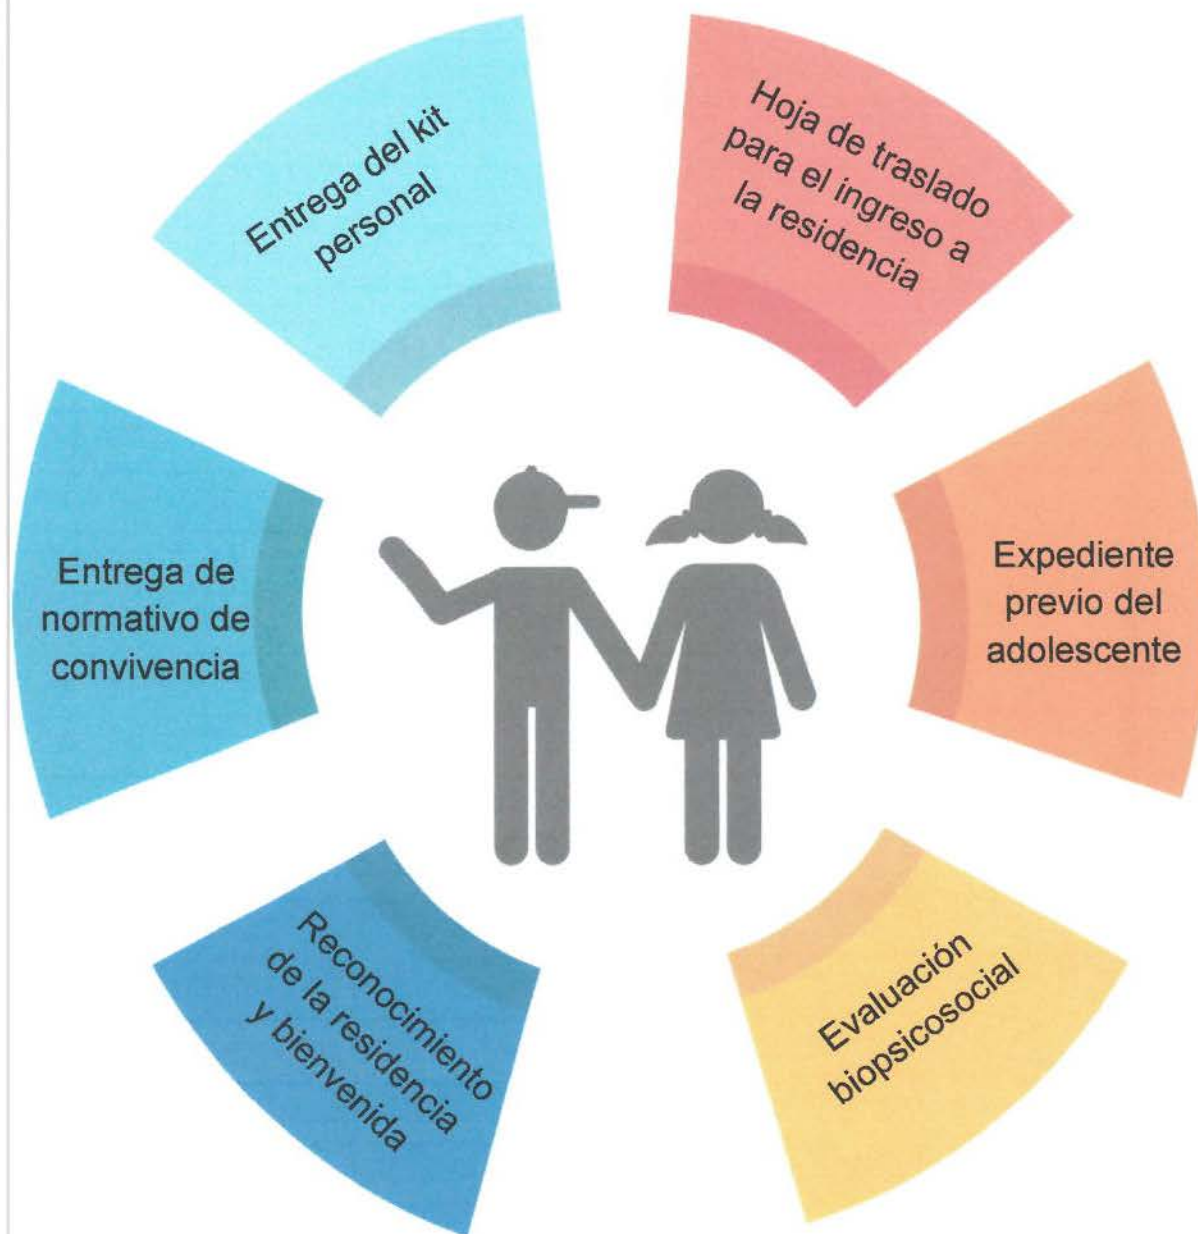 Hoja de traslado
para el ingreso a
la residencia
Expediente
previo del
adolescente
Evaluación
biopsicosocial
Reconocimiento
de la residencia
y bienvenida
Entrega de
normativo de
convivencia
Entrega del kit
personal